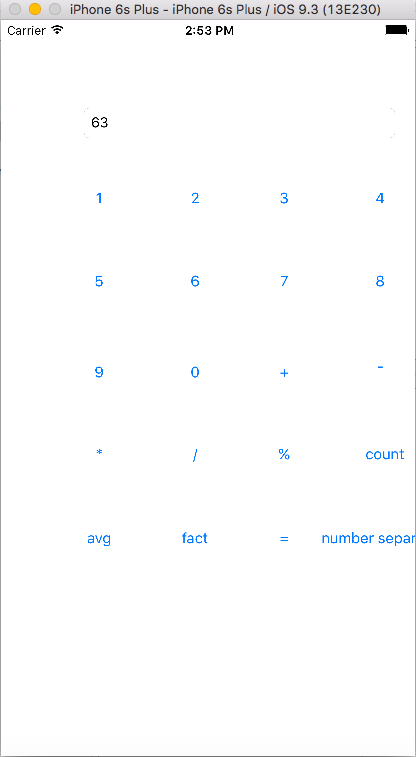 iPhone 6s Plus - iPhone 6s Plus / iOS 9.3 (13E230)
Carrier 2:53 PM
63
1 2 3 4
5 6 7 8
9 0 + -
* / % count
avg fact = number separ